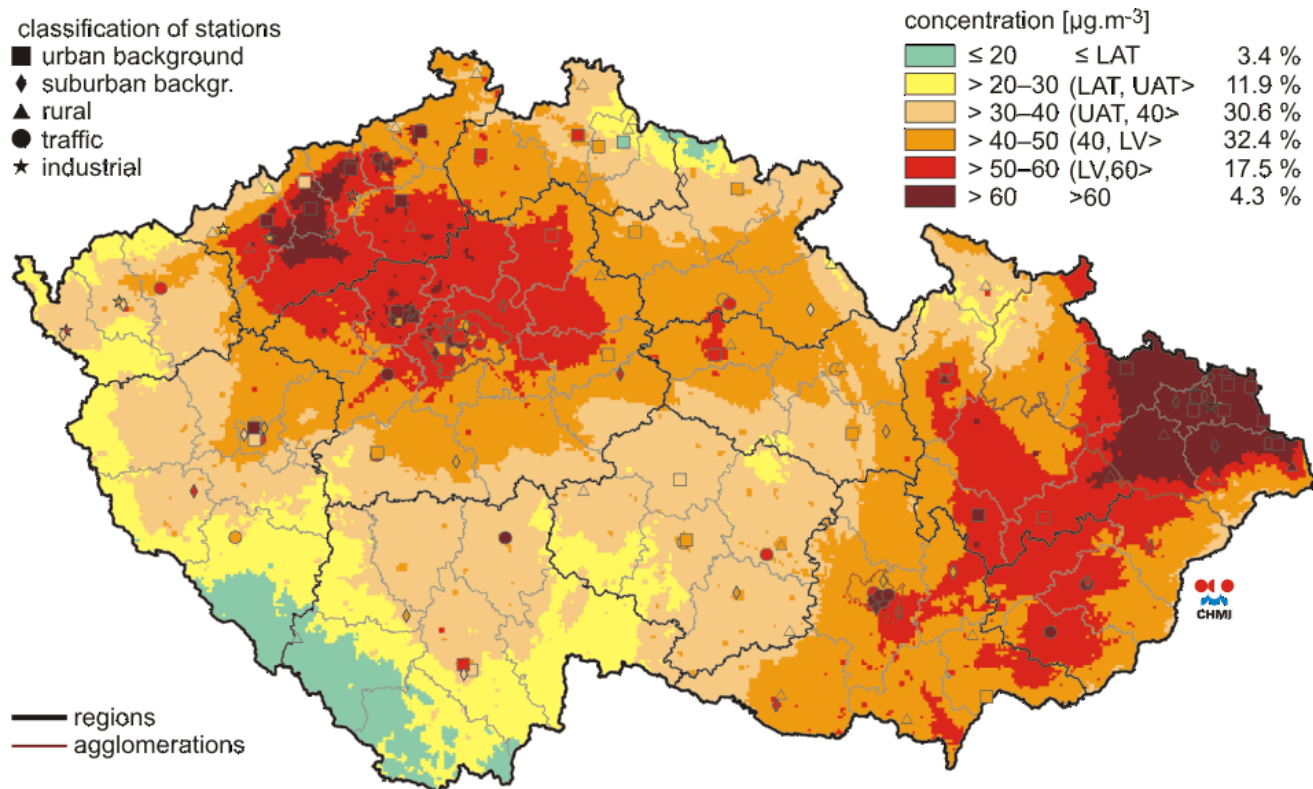 classification of stations
urban background
suburban backgr.
rural
traffic
industrial
concentration [µg.m-³]
≤ 20 ≤ LAT 3.4 %
> 20–30 (LAT, UAT> 11.9 %
> 30–40 (UAT, 40> 30.6 %
> 40–50 (40, LV> 32.4 %
> 50–60 (LV,60> 17.5 %
> 60 >60 4.3 %
CHMI
regions
agglomerations